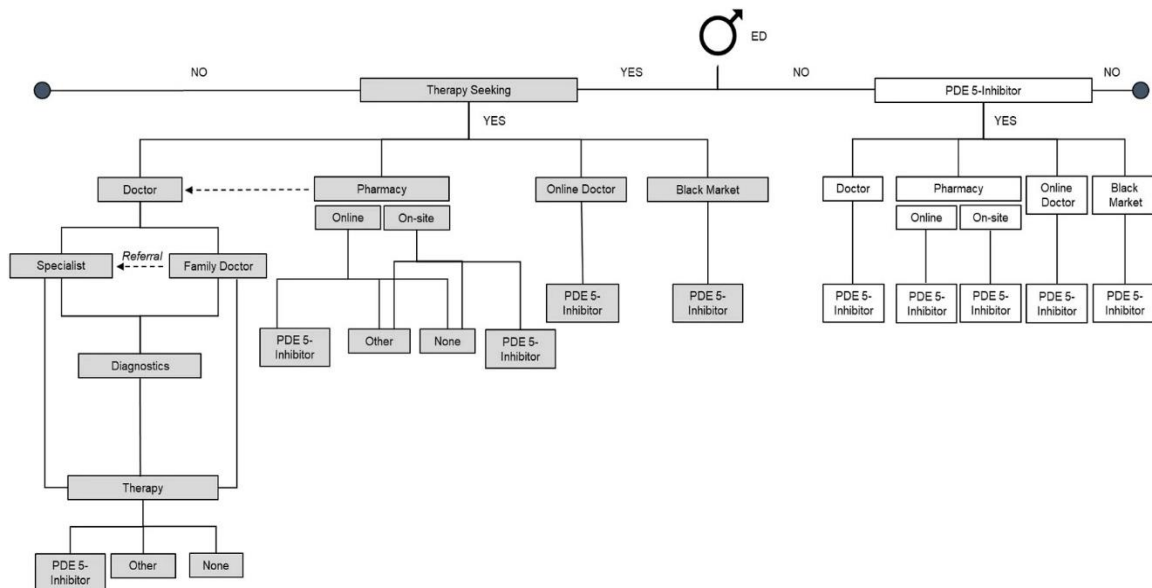 ED
NO
YES
NO
NO
Therapy Seeking
PDE 5-Inhibitor
YES
YES
Doctor
Pharmacy
Online Doctor
Black Market
Doctor
Pharmacy
Online
Doctor
Black
Market
Online
On-site
Online
On-site
Referral
Specialist
Family Doctor
PDE 5-
Inhibitor
PDE 5-
Inhibitor
PDE 5-
Inhibitor
PDE 5-
Inhibitor
PDE 5-
Inhibitor
PDE 5-
Inhibitor
PDE 5-
Inhibitor
PDE 5-
Inhibitor
Other
None
PDE 5-
Inhibitor
Diagnostics
Therapy
PDE 5-
Inhibitor
Other
None